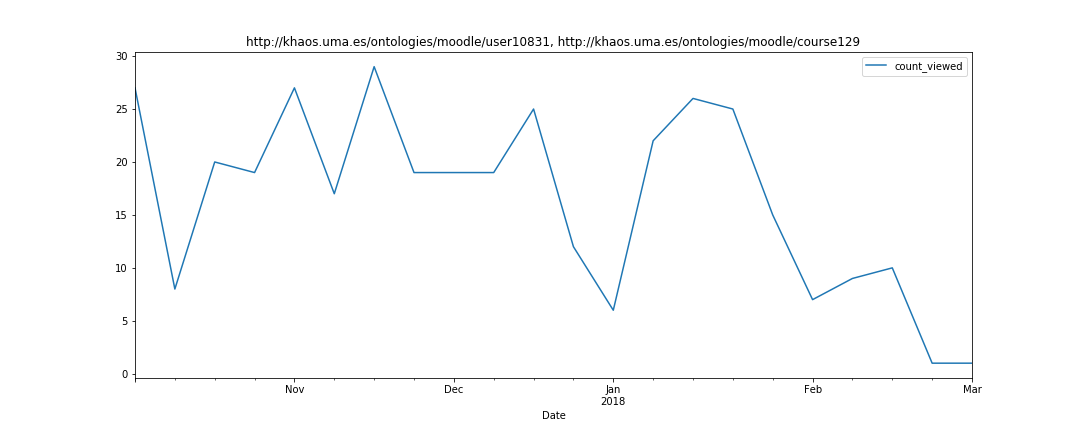 http://khaos.uma.es/ontologies/moodle/user10831, http://khaos.uma.es/ontologies/moodle/course129
count_viewed
30
25
20
15
10
5
0
Nov
Dec
Jan
2018
Feb
Mar
Date